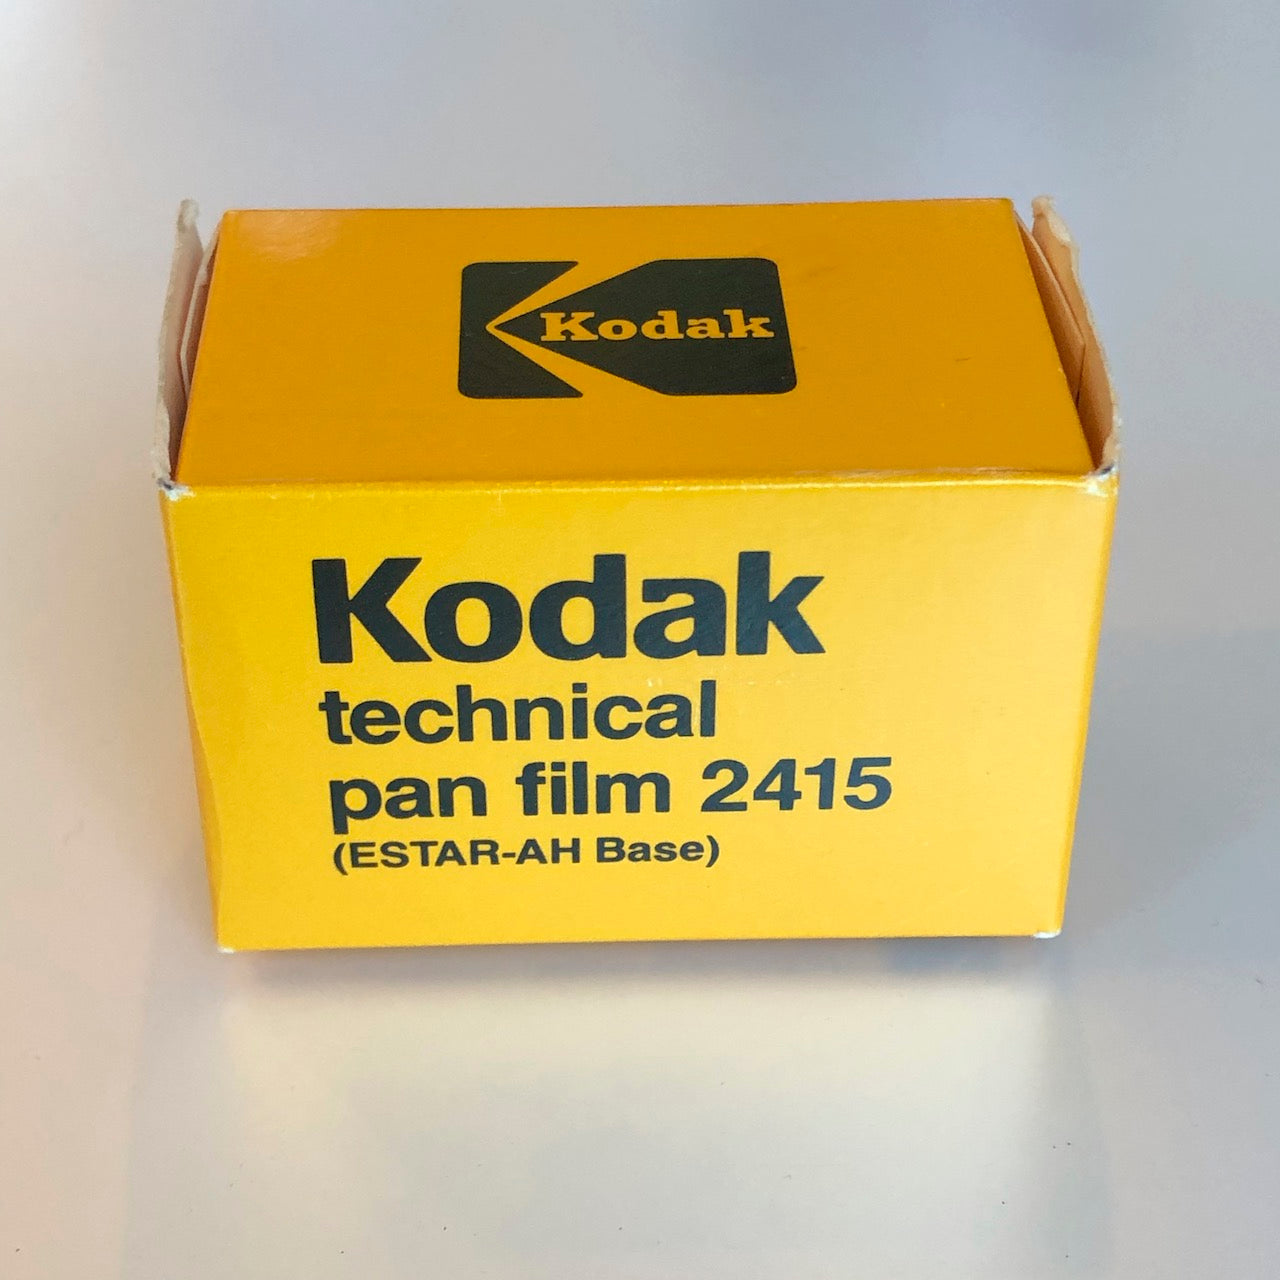 Kodak
Kodak
technical
pan film 2415
(ESTAR-AH Base)